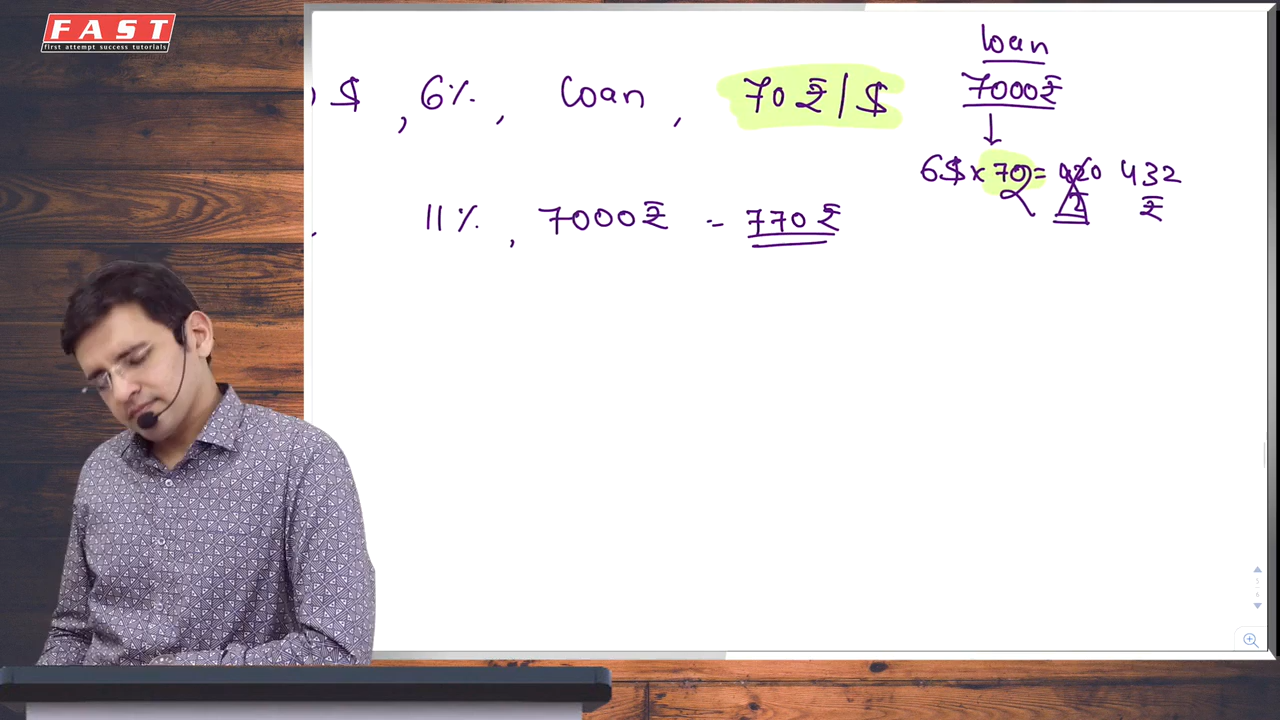 FAST
first attempt success tutorials
loan
7000₹
) $ , 6% , loan , 70 ₹/$
6$ x 70 = 420 432
2 ₹ ₹
11% , 7000₹ = 770 ₹